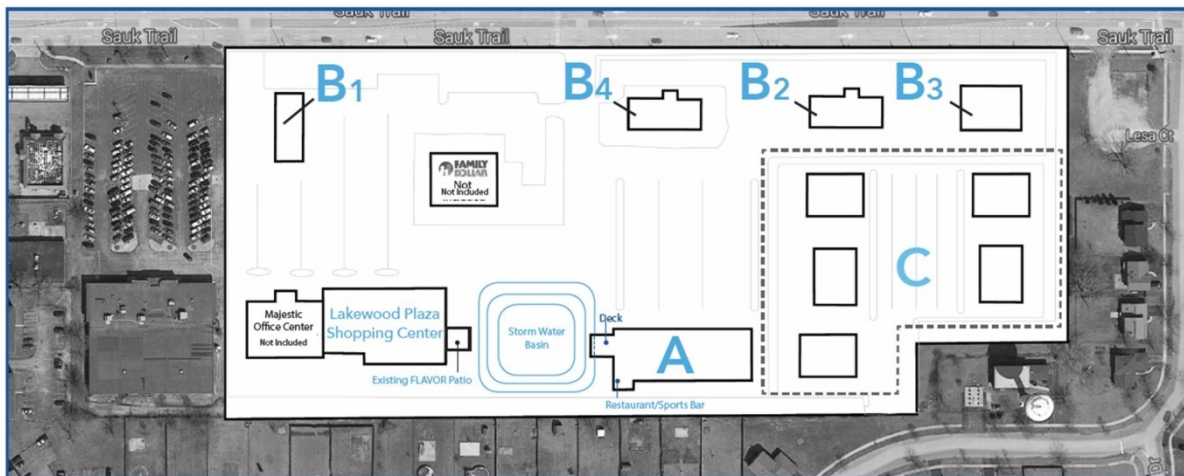 Sauk Trail
Sauk Trail
Sauk Trail
Sauk Trail
Sauk Trail
B1
B4
B2
B3
Lesa Ct
FAMILY
DOLLAR
Not
Not Included
Majestic
Office Center
Not Included
Lakewood Plaza
Shopping Center
Storm Water
Basin
Deck
A
C
Existing FLAVOR Patio
Restaurant/Sports Bar
Dr